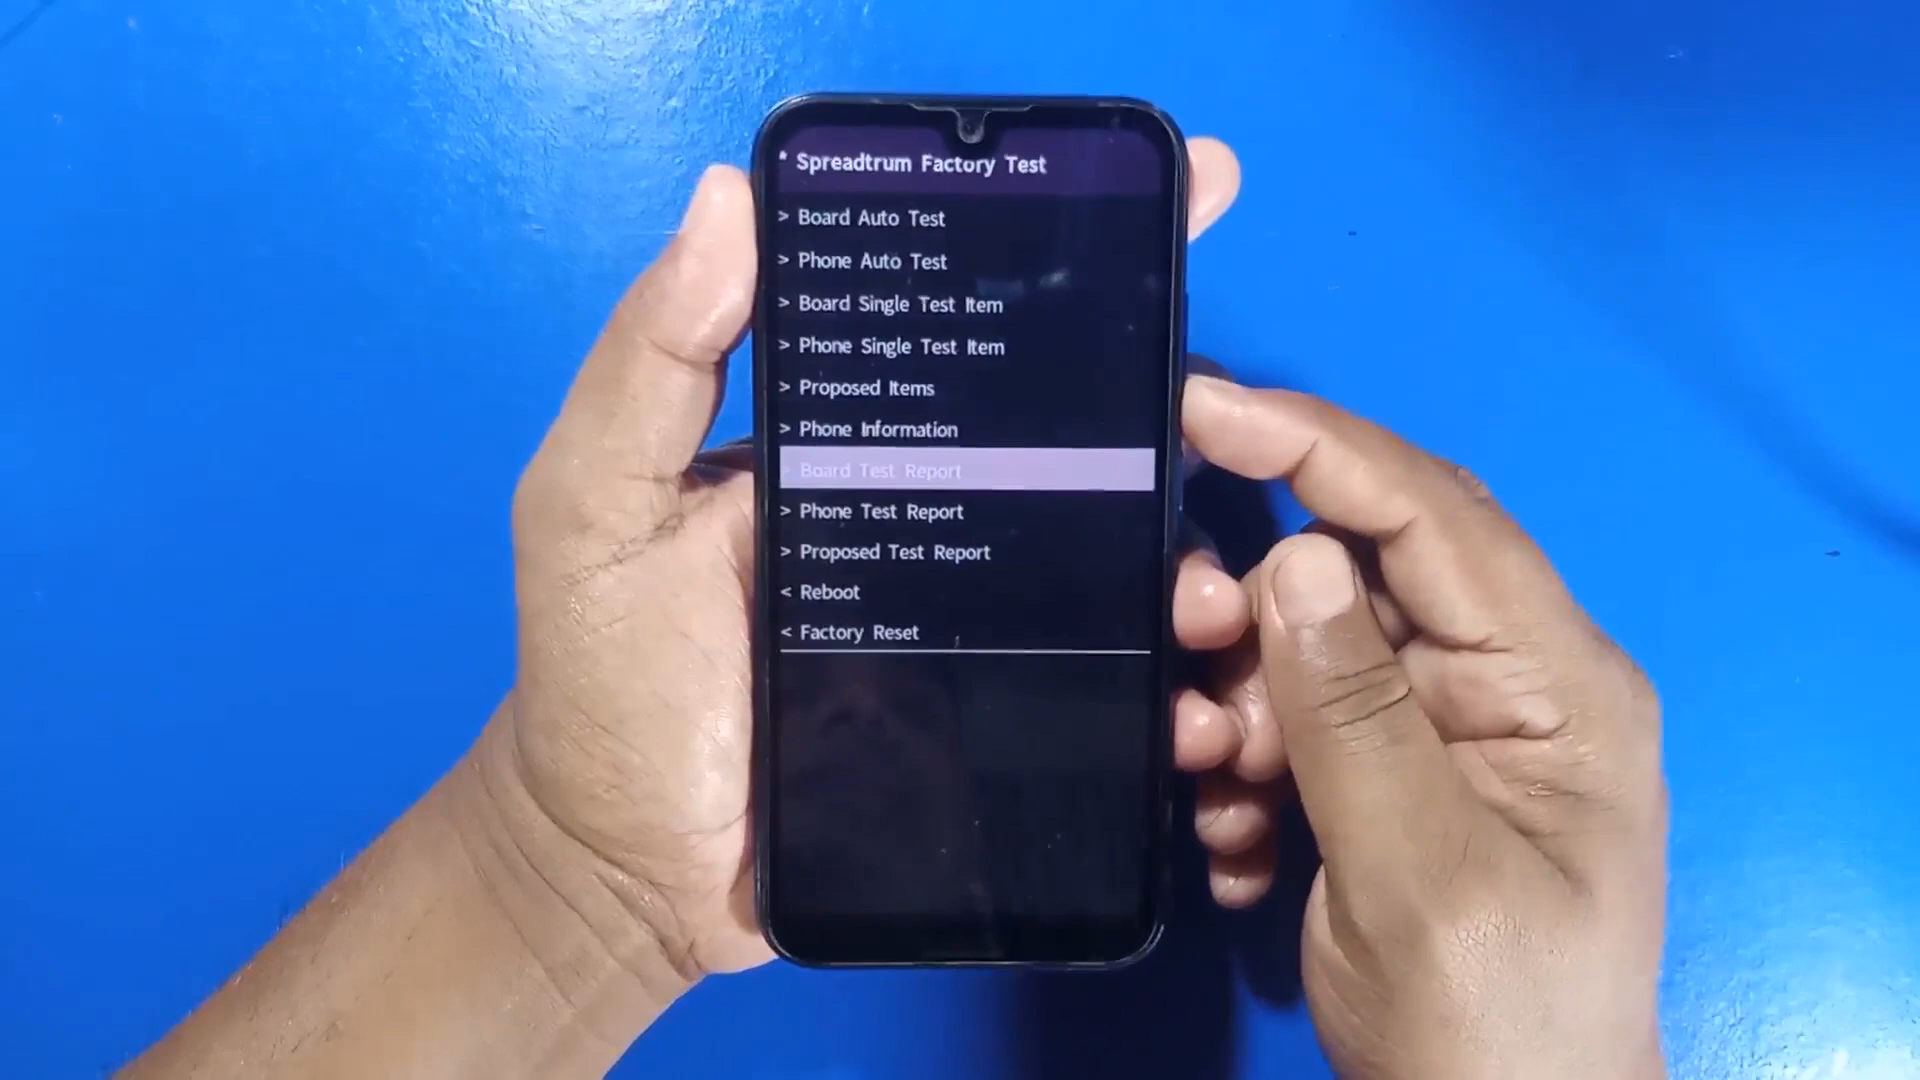 * Spreadtrum Factory Test
> Board Auto Test
> Phone Auto Test
> Board Single Test Item
> Phone Single Test Item
> Proposed Items
> Phone Information
> Board Test Report
> Phone Test Report
> Proposed Test Report
< Reboot
< Factory Reset